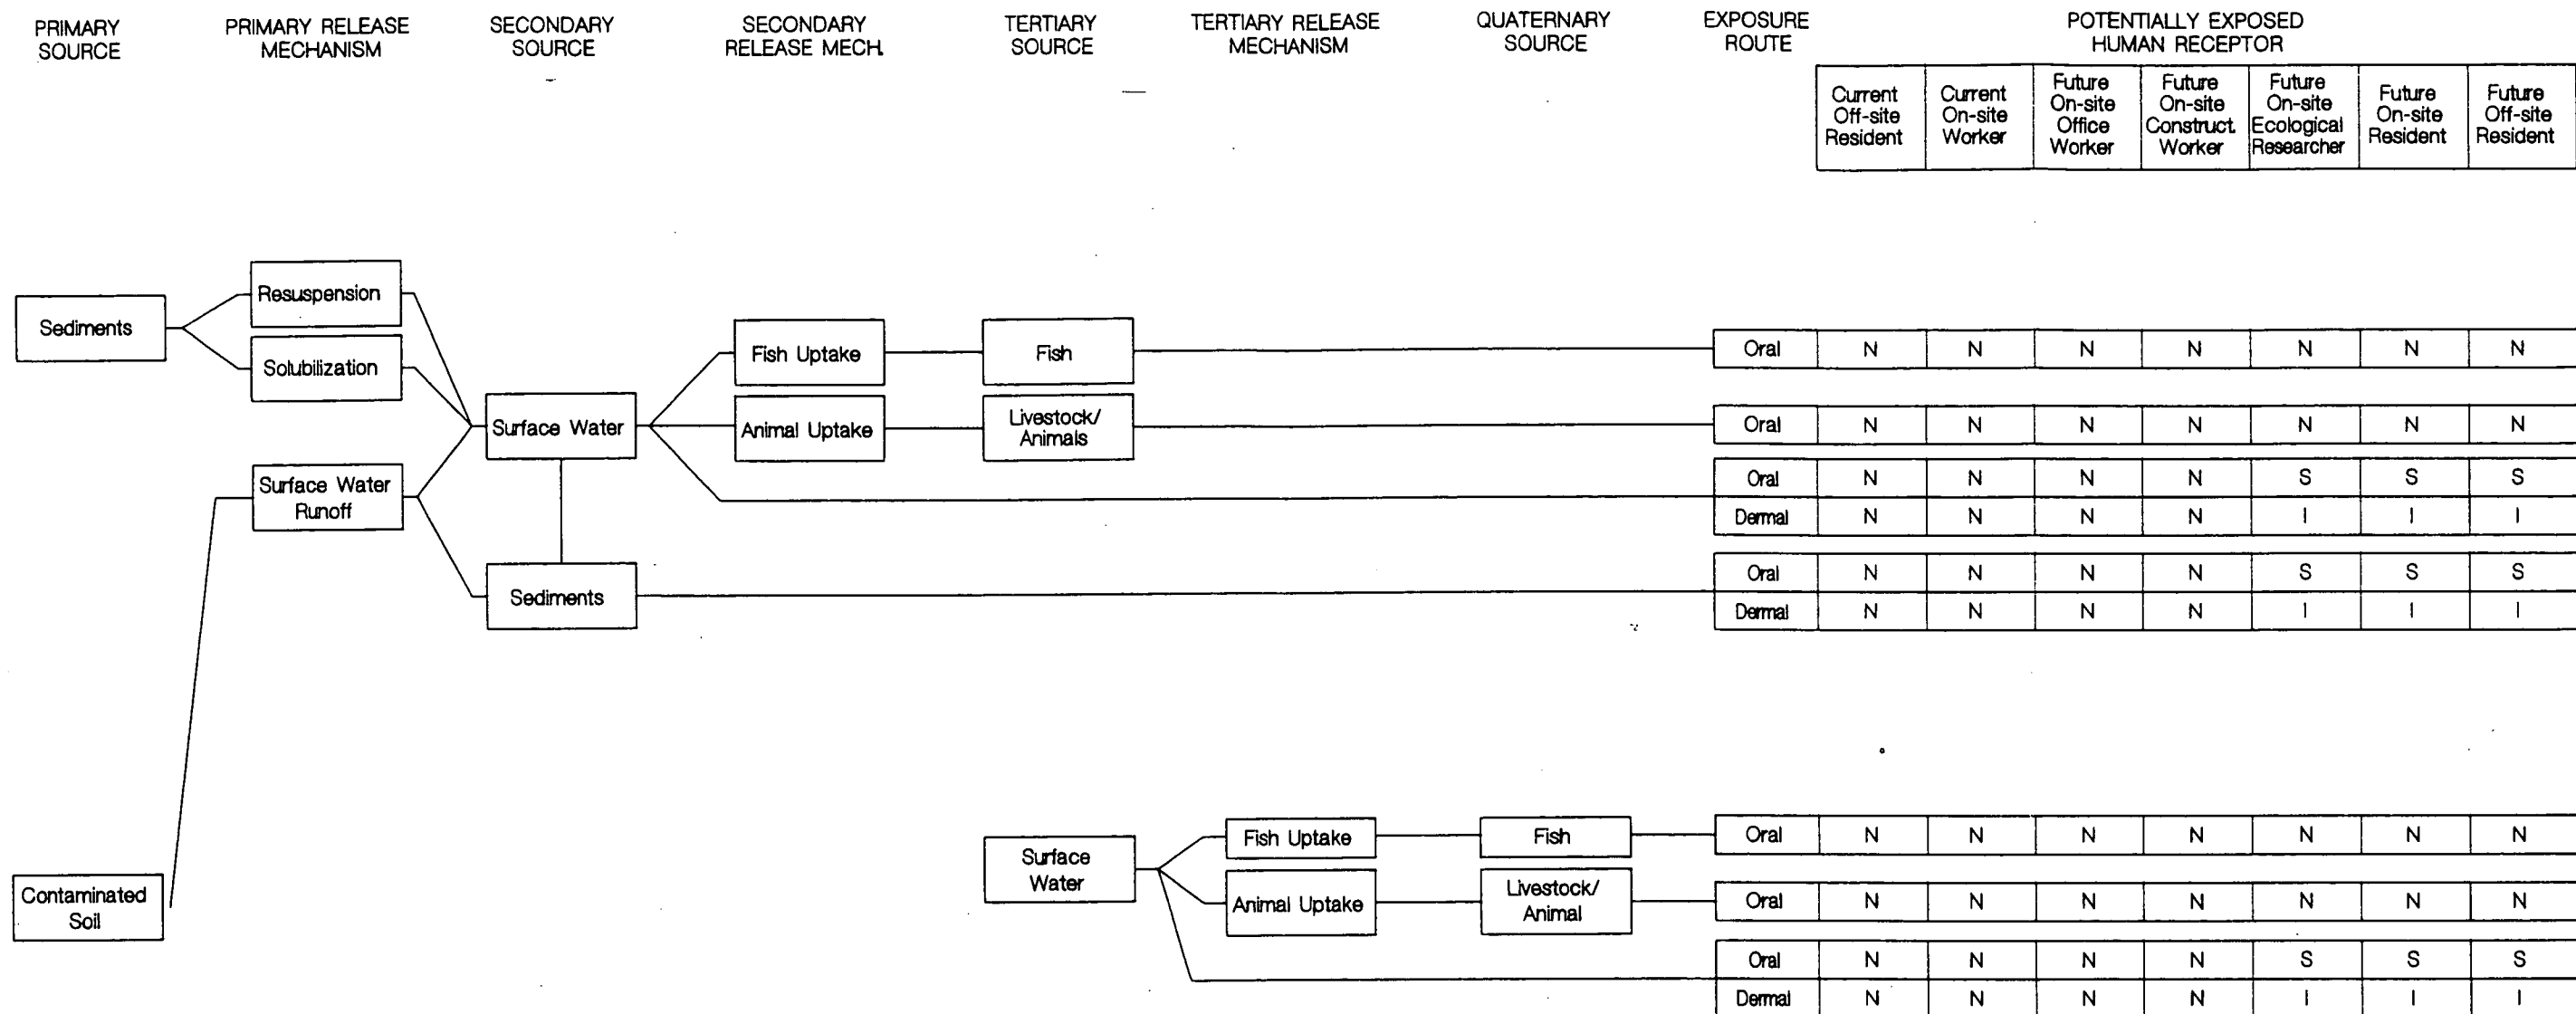 PRIMARY
SOURCE
PRIMARY RELEASE
MECHANISM
SECONDARY
SOURCE
SECONDARY
RELEASE MECH.
TERTIARY
SOURCE
TERTIARY RELEASE
MECHANISM
QUATERNARY
SOURCE
EXPOSURE
ROUTE
POTENTIALLY EXPOSED
HUMAN RECEPTOR
Current
Off-site
Resident
Current
On-site
Worker
Future
On-site
Office
Worker
Future
On-site
Construct.
Worker
Future
On-site
Ecological
Researcher
Future
On-site
Resident
Future
Off-site
Resident
Sediments
Resuspension
Solubilization
Surface Water
Runoff
Contaminated
Soil
Surface Water
Sediments
Fish Uptake
Fish
Animal Uptake
Livestock/
Animals
Oral N N N N N N N
Oral N N N N N N N
Oral N N N N S S S
Dermal N N N N I I I
Oral N N N N S S S
Dermal N N N N I I I
Surface
Water
Fish Uptake
Fish
Animal Uptake
Livestock/
Animal
Oral N N N N N N N
Oral N N N N N N N
Oral N N N N S S S
Dermal N N N N I I I